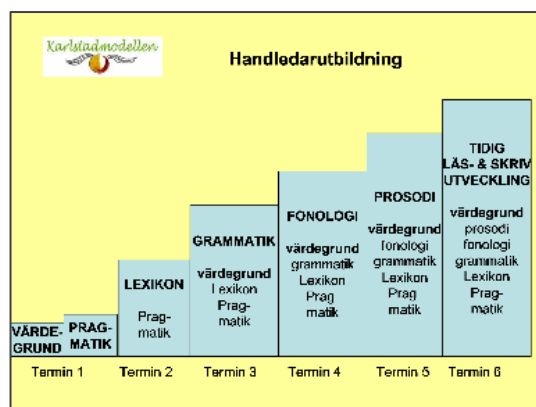 Karlstadmodellen
Handledarutbildning
VÄRDE-
GRUND
PRAG-
MATIK
LEXIKON
Prag-
matik
GRAMMATIK
värdegrund
Lexikon
Prag-
matik
FONOLOGI
värdegrund
grammatik
Lexikon
Prag
matik
PROSODI
värdegrund
fonologi
grammatik
Lexikon
Prag
matik
TIDIG
LÄS- & SKRIV
UTVECKLING
värdegrund
prosodi
fonologi
grammatik
Lexikon
Prag-
matik
Termin 1
Termin 2
Termin 3
Termin 4
Termin 5
Termin 6